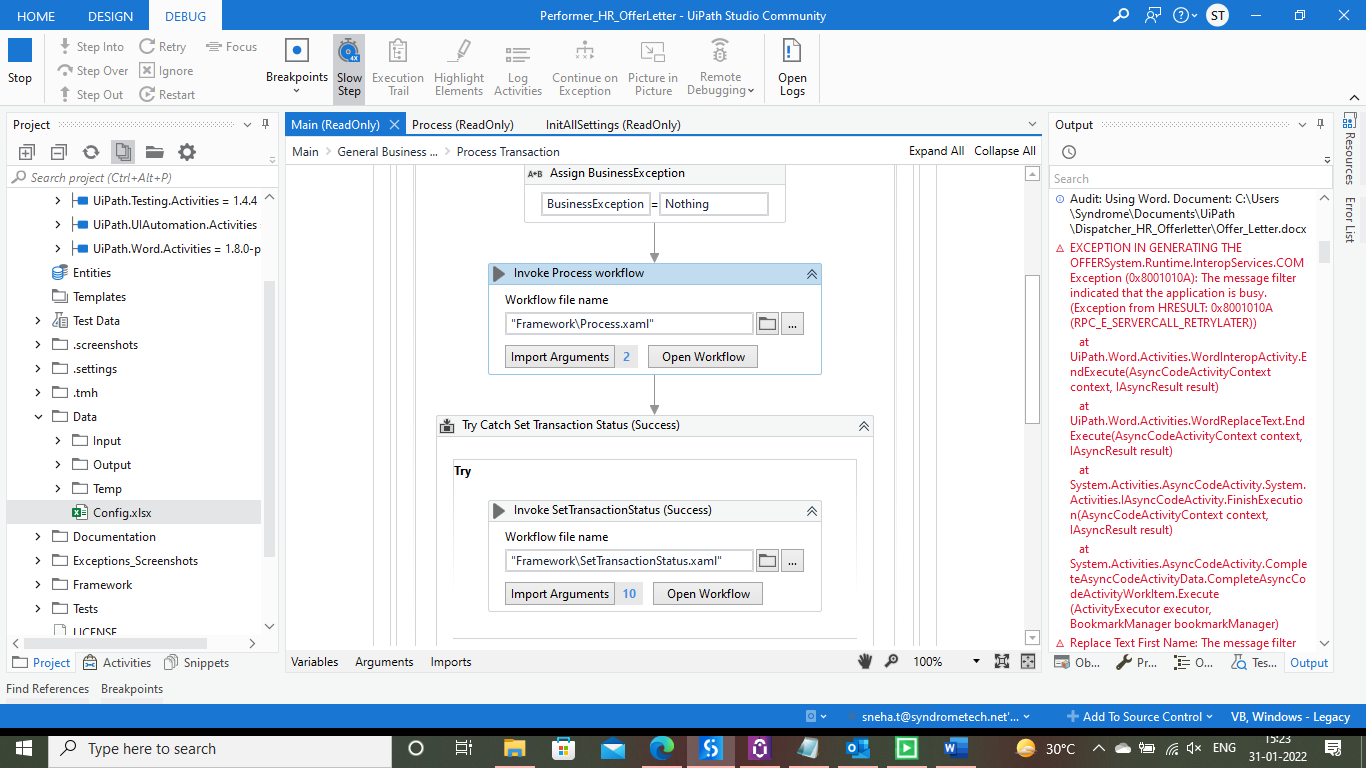 HOME DESIGN DEBUG Performer_HR_OfferLetter - UiPath Studio Community ST
Stop
Step Into
Step Over
Step Out
Retry
Ignore
Restart
Focus
Breakpoints
Slow
Step
Execution
Trail
Highlight
Elements
Log
Activities
Continue on
Exception
Picture in
Picture
Remote
Debugging
Open
Logs
Project
Search project (Ctrl+Alt+P)
UiPath.Testing.Activities = 1.4.4
UiPath.UIAutomation.Activities
UiPath.Word.Activities = 1.8.0-p
Entities
Templates
Test Data
.screenshots
.settings
.tmh
Data
Input
Output
Temp
Config.xlsx
Documentation
Exceptions_Screenshots
Framework
Tests
LICENSE
Project Activities Snippets
Find References Breakpoints
Main (ReadOnly) Process (ReadOnly) InitAllSettings (ReadOnly)
Main > General Business ... > Process Transaction Expand All Collapse All
A+B Assign BusinessException
BusinessException = Nothing
Invoke Process workflow
Workflow file name
"Framework\Process.xaml" ...
Import Arguments 2 Open Workflow
Try Catch Set Transaction Status (Success)
Try
Invoke SetTransactionStatus (Success)
Workflow file name
"Framework\SetTransactionStatus.xaml" ...
Import Arguments 10 Open Workflow
Variables Arguments Imports 100%
Output
Search
Audit: Using Word. Document: C:\Users
\Syndrome\Documents\UiPath
\Dispatcher_HR_Offerletter\Offer_Letter.docx
EXCEPTION IN GENERATING THE
OFFERSystem.Runtime.InteropServices.COM
Exception (0x8001010A): The message filter
indicated that the application is busy.
(Exception from HRESULT: 0x8001010A
(RPC_E_SERVERCALL_RETRYLATER))
at
UiPath.Word.Activities.WordInteropActivity.E
ndExecute(AsyncCodeActivityContext
context, IAsyncResult result)
at
UiPath.Word.Activities.WordReplaceText.End
Execute(AsyncCodeActivityContext context,
IAsyncResult result)
at
System.Activities.AsyncCodeActivity.System.
Activities.IAsyncCodeActivity.FinishExecutio
n(AsyncCodeActivityContext context,
IAsyncResult result)
at
System.Activities.AsyncCodeActivity.Comple
teAsyncCodeActivityData.CompleteAsyncCo
deActivityWorkItem.Execute
(ActivityExecutor executor,
BookmarkManager bookmarkManager)
Replace Text First Name: The message filter
Ob... Pr... O... Tes... Output
Resources
Error List
sneha.t@syndrometech.net'... Add To Source Control VB, Windows - Legacy
Type here to search
30°C
ENG
15:23
31-01-2022